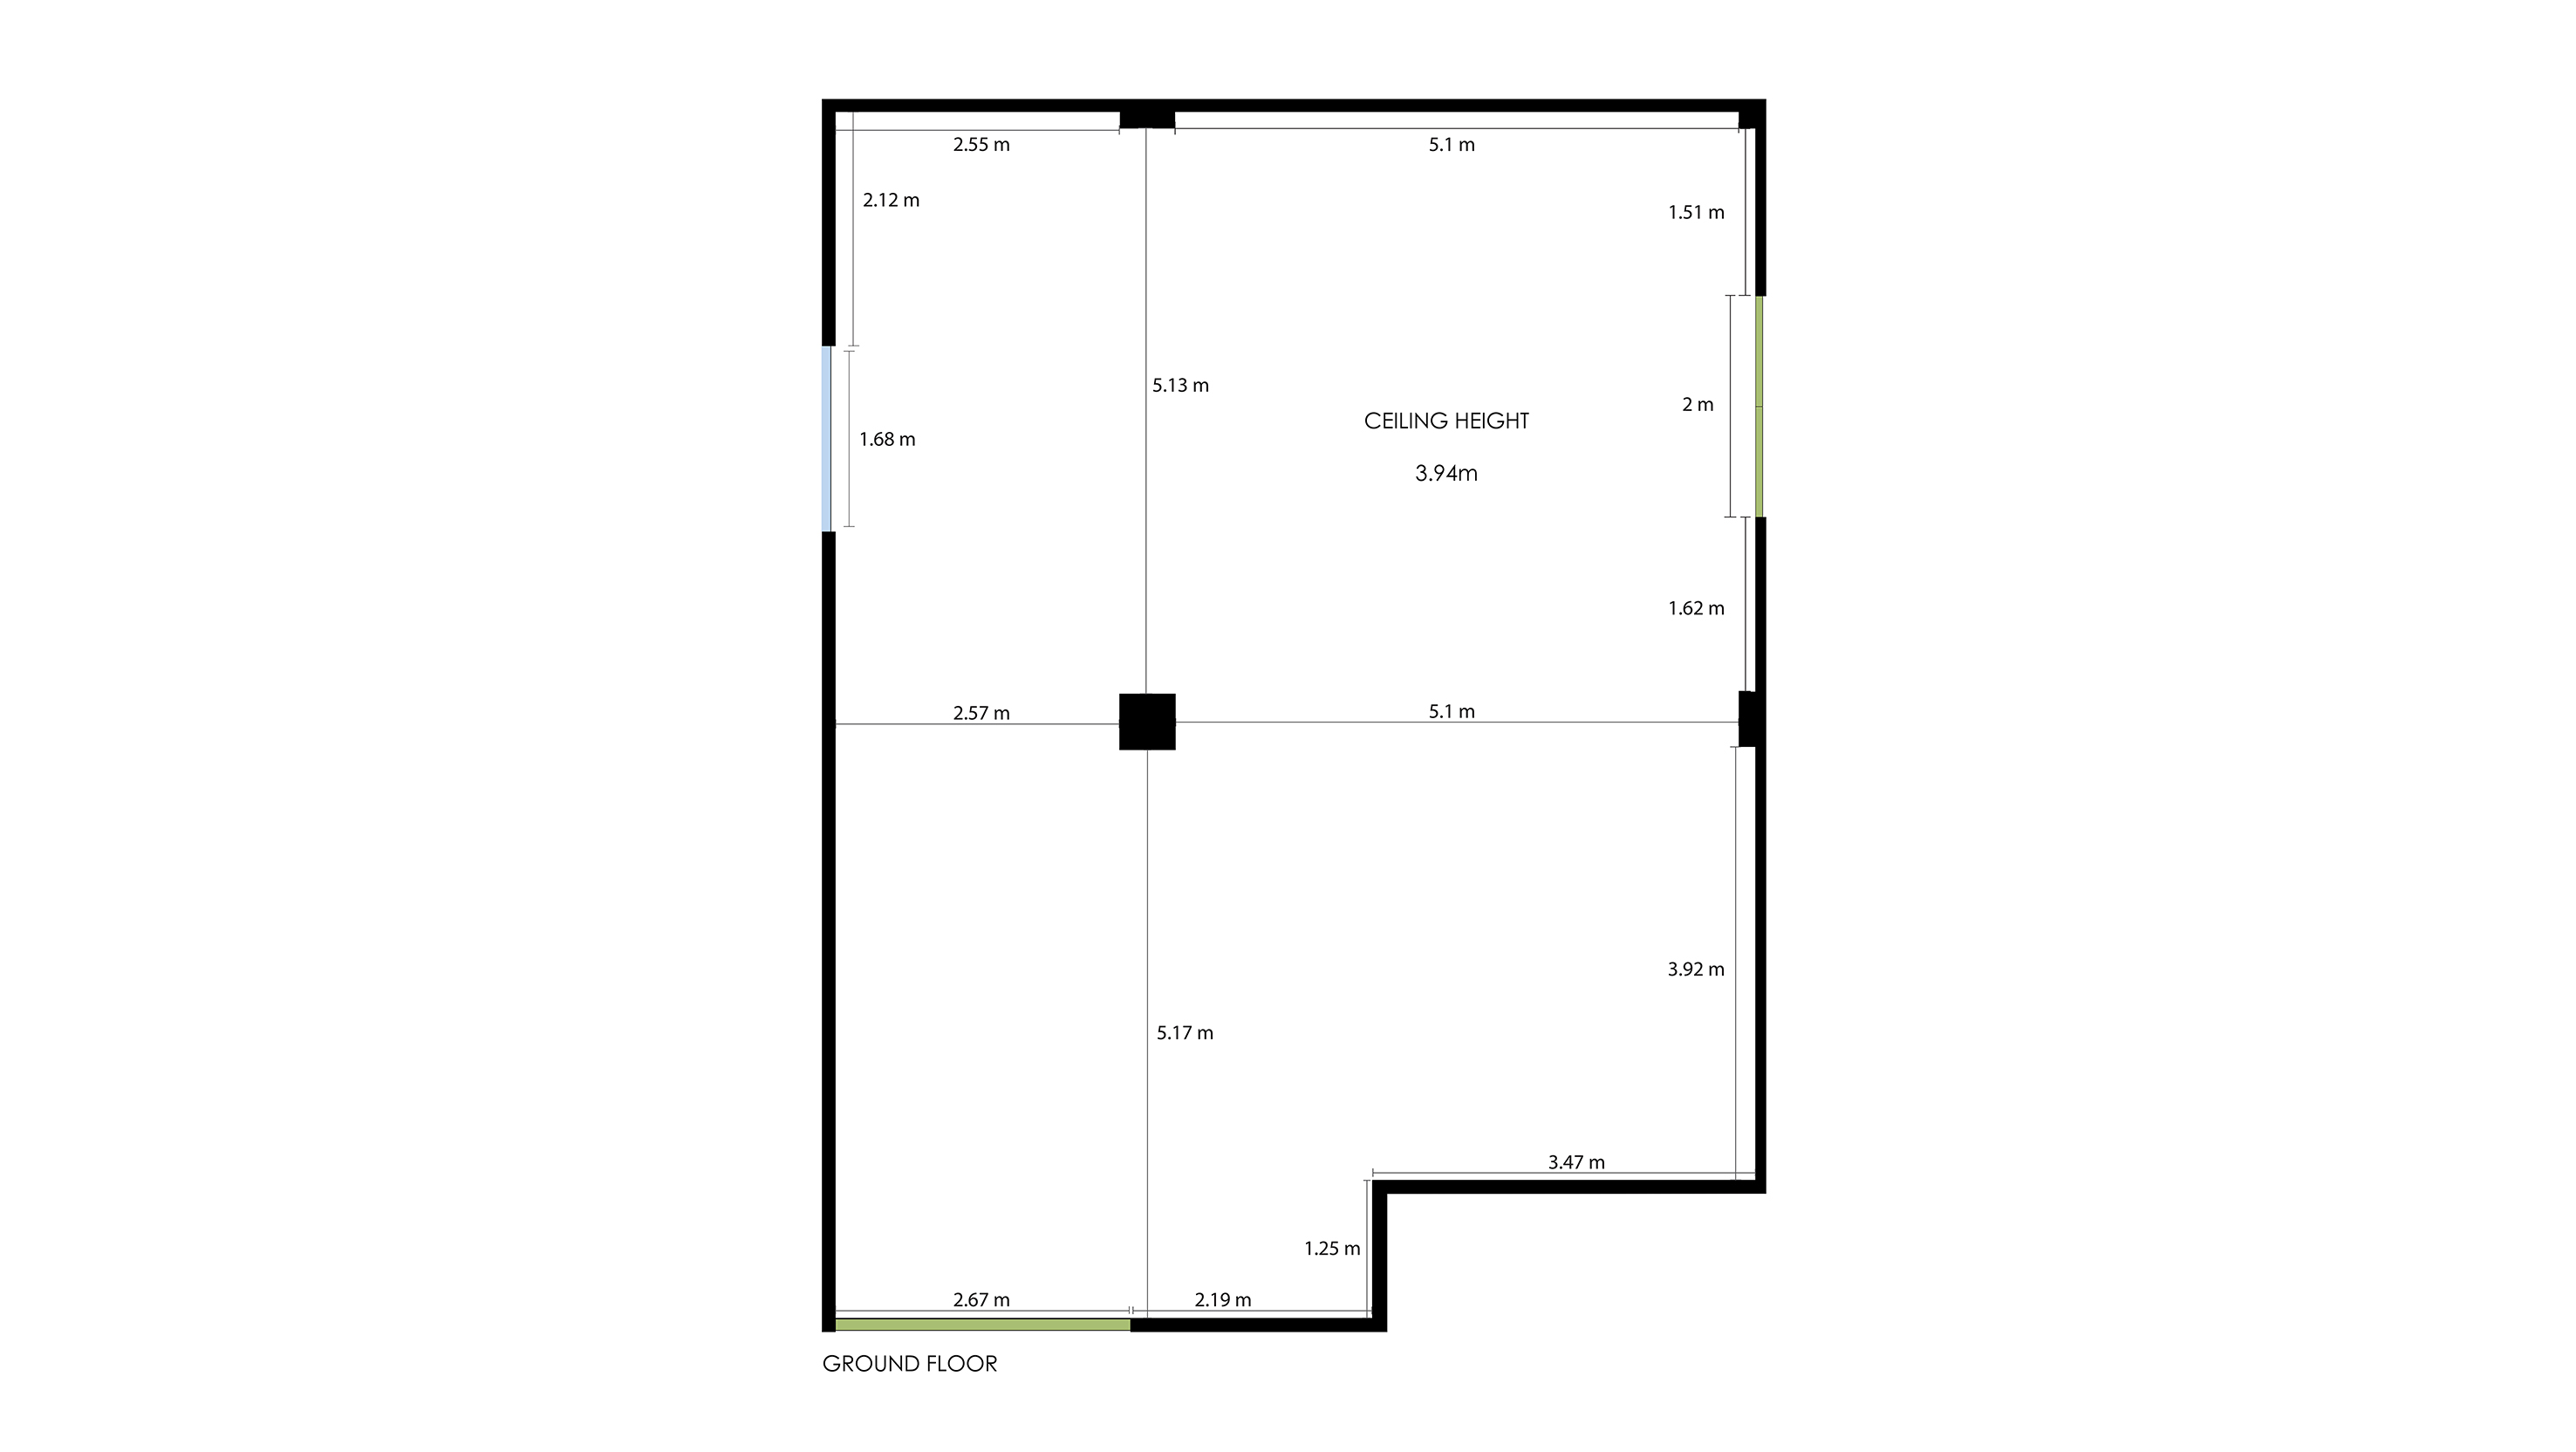 2.55 m
5.1 m
2.12 m
1.51 m
5.13 m
2 m
CEILING HEIGHT
1.68 m
3.94m
1.62 m
2.57 m
5.1 m
3.92 m
5.17 m
3.47 m
1.25 m
2.67 m
2.19 m
GROUND FLOOR